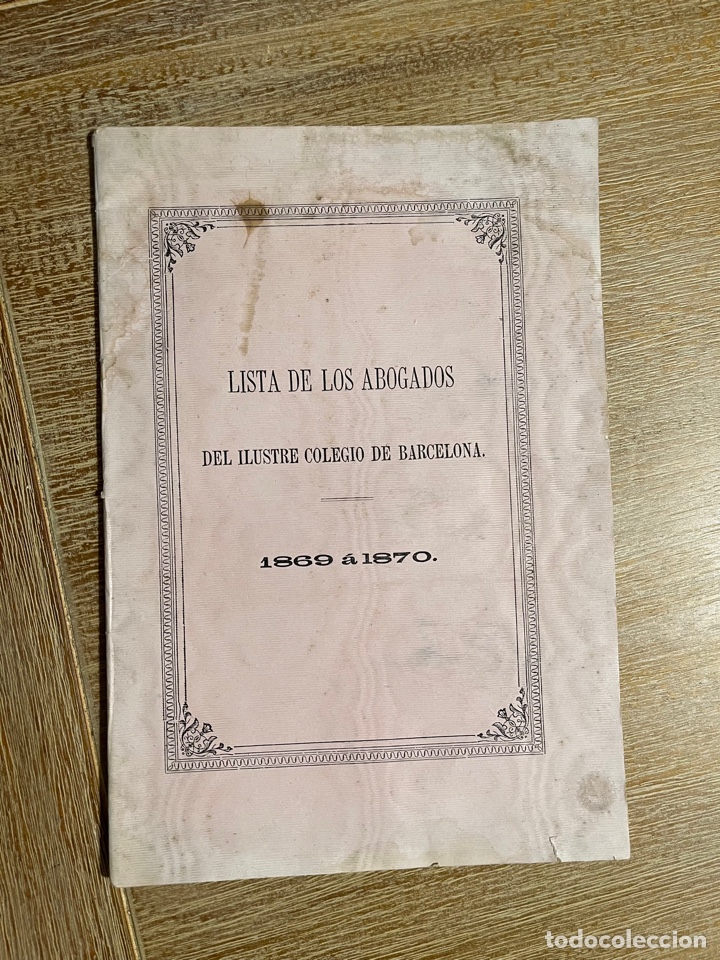 LISTA DE LOS ABOGADOS
DEL ILUSTRE COLEGIO DE BARCELONA.
1869 á 1870.
todocoleccion